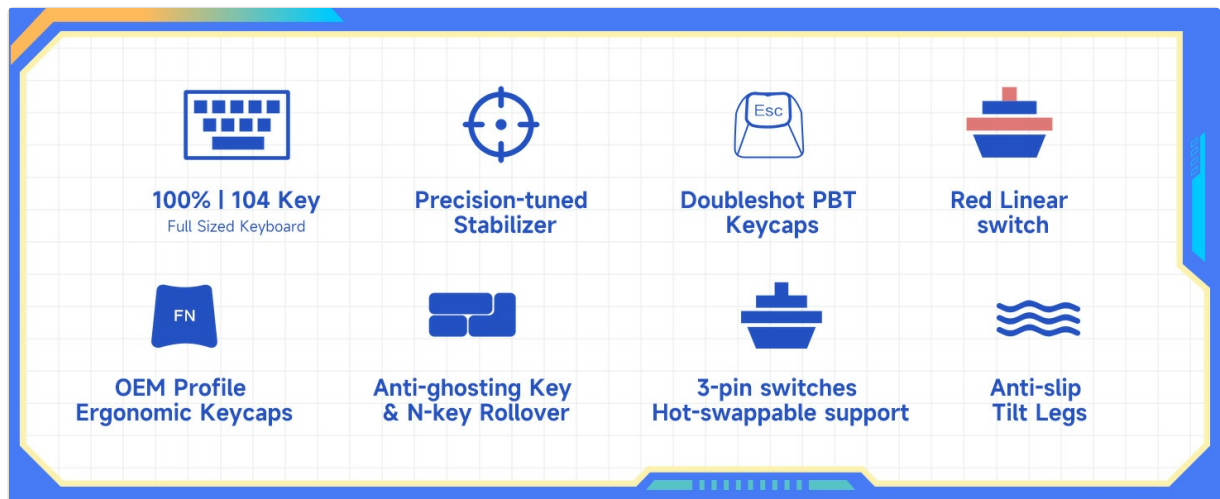 Esc
100% | 104 Key
Full Sized Keyboard
Precision-tuned
Stabilizer
Doubleshot PBT
Keycaps
Red Linear
switch
FN
OEM Profile
Ergonomic Keycaps
Anti-ghosting Key
& N-key Rollover
3-pin switches
Hot-swappable support
Anti-slip
Tilt Legs